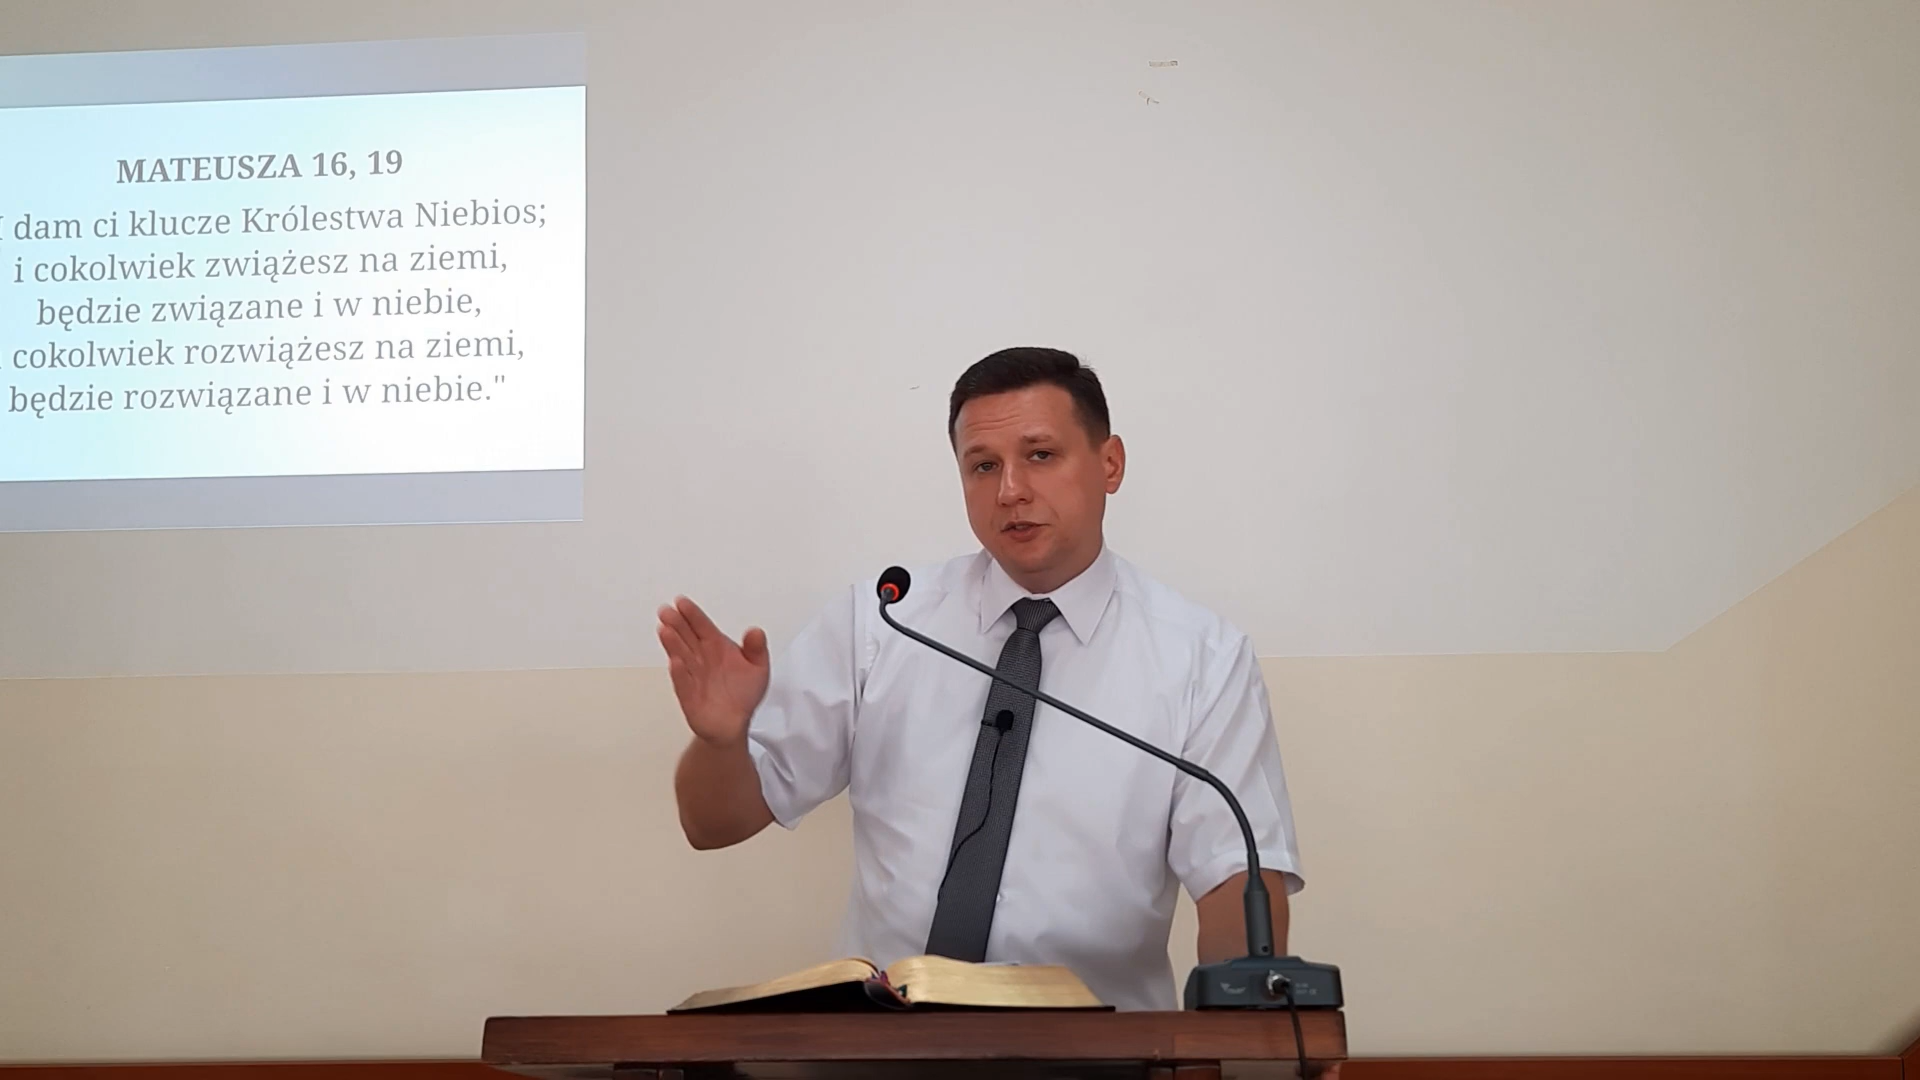 MATEUSZA 16, 19
I dam ci klucze Królestwa Niebios;
i cokolwiek zwiążesz na ziemi,
będzie związane i w niebie,
cokolwiek rozwiążesz na ziemi,
będzie rozwiązane i w niebie."